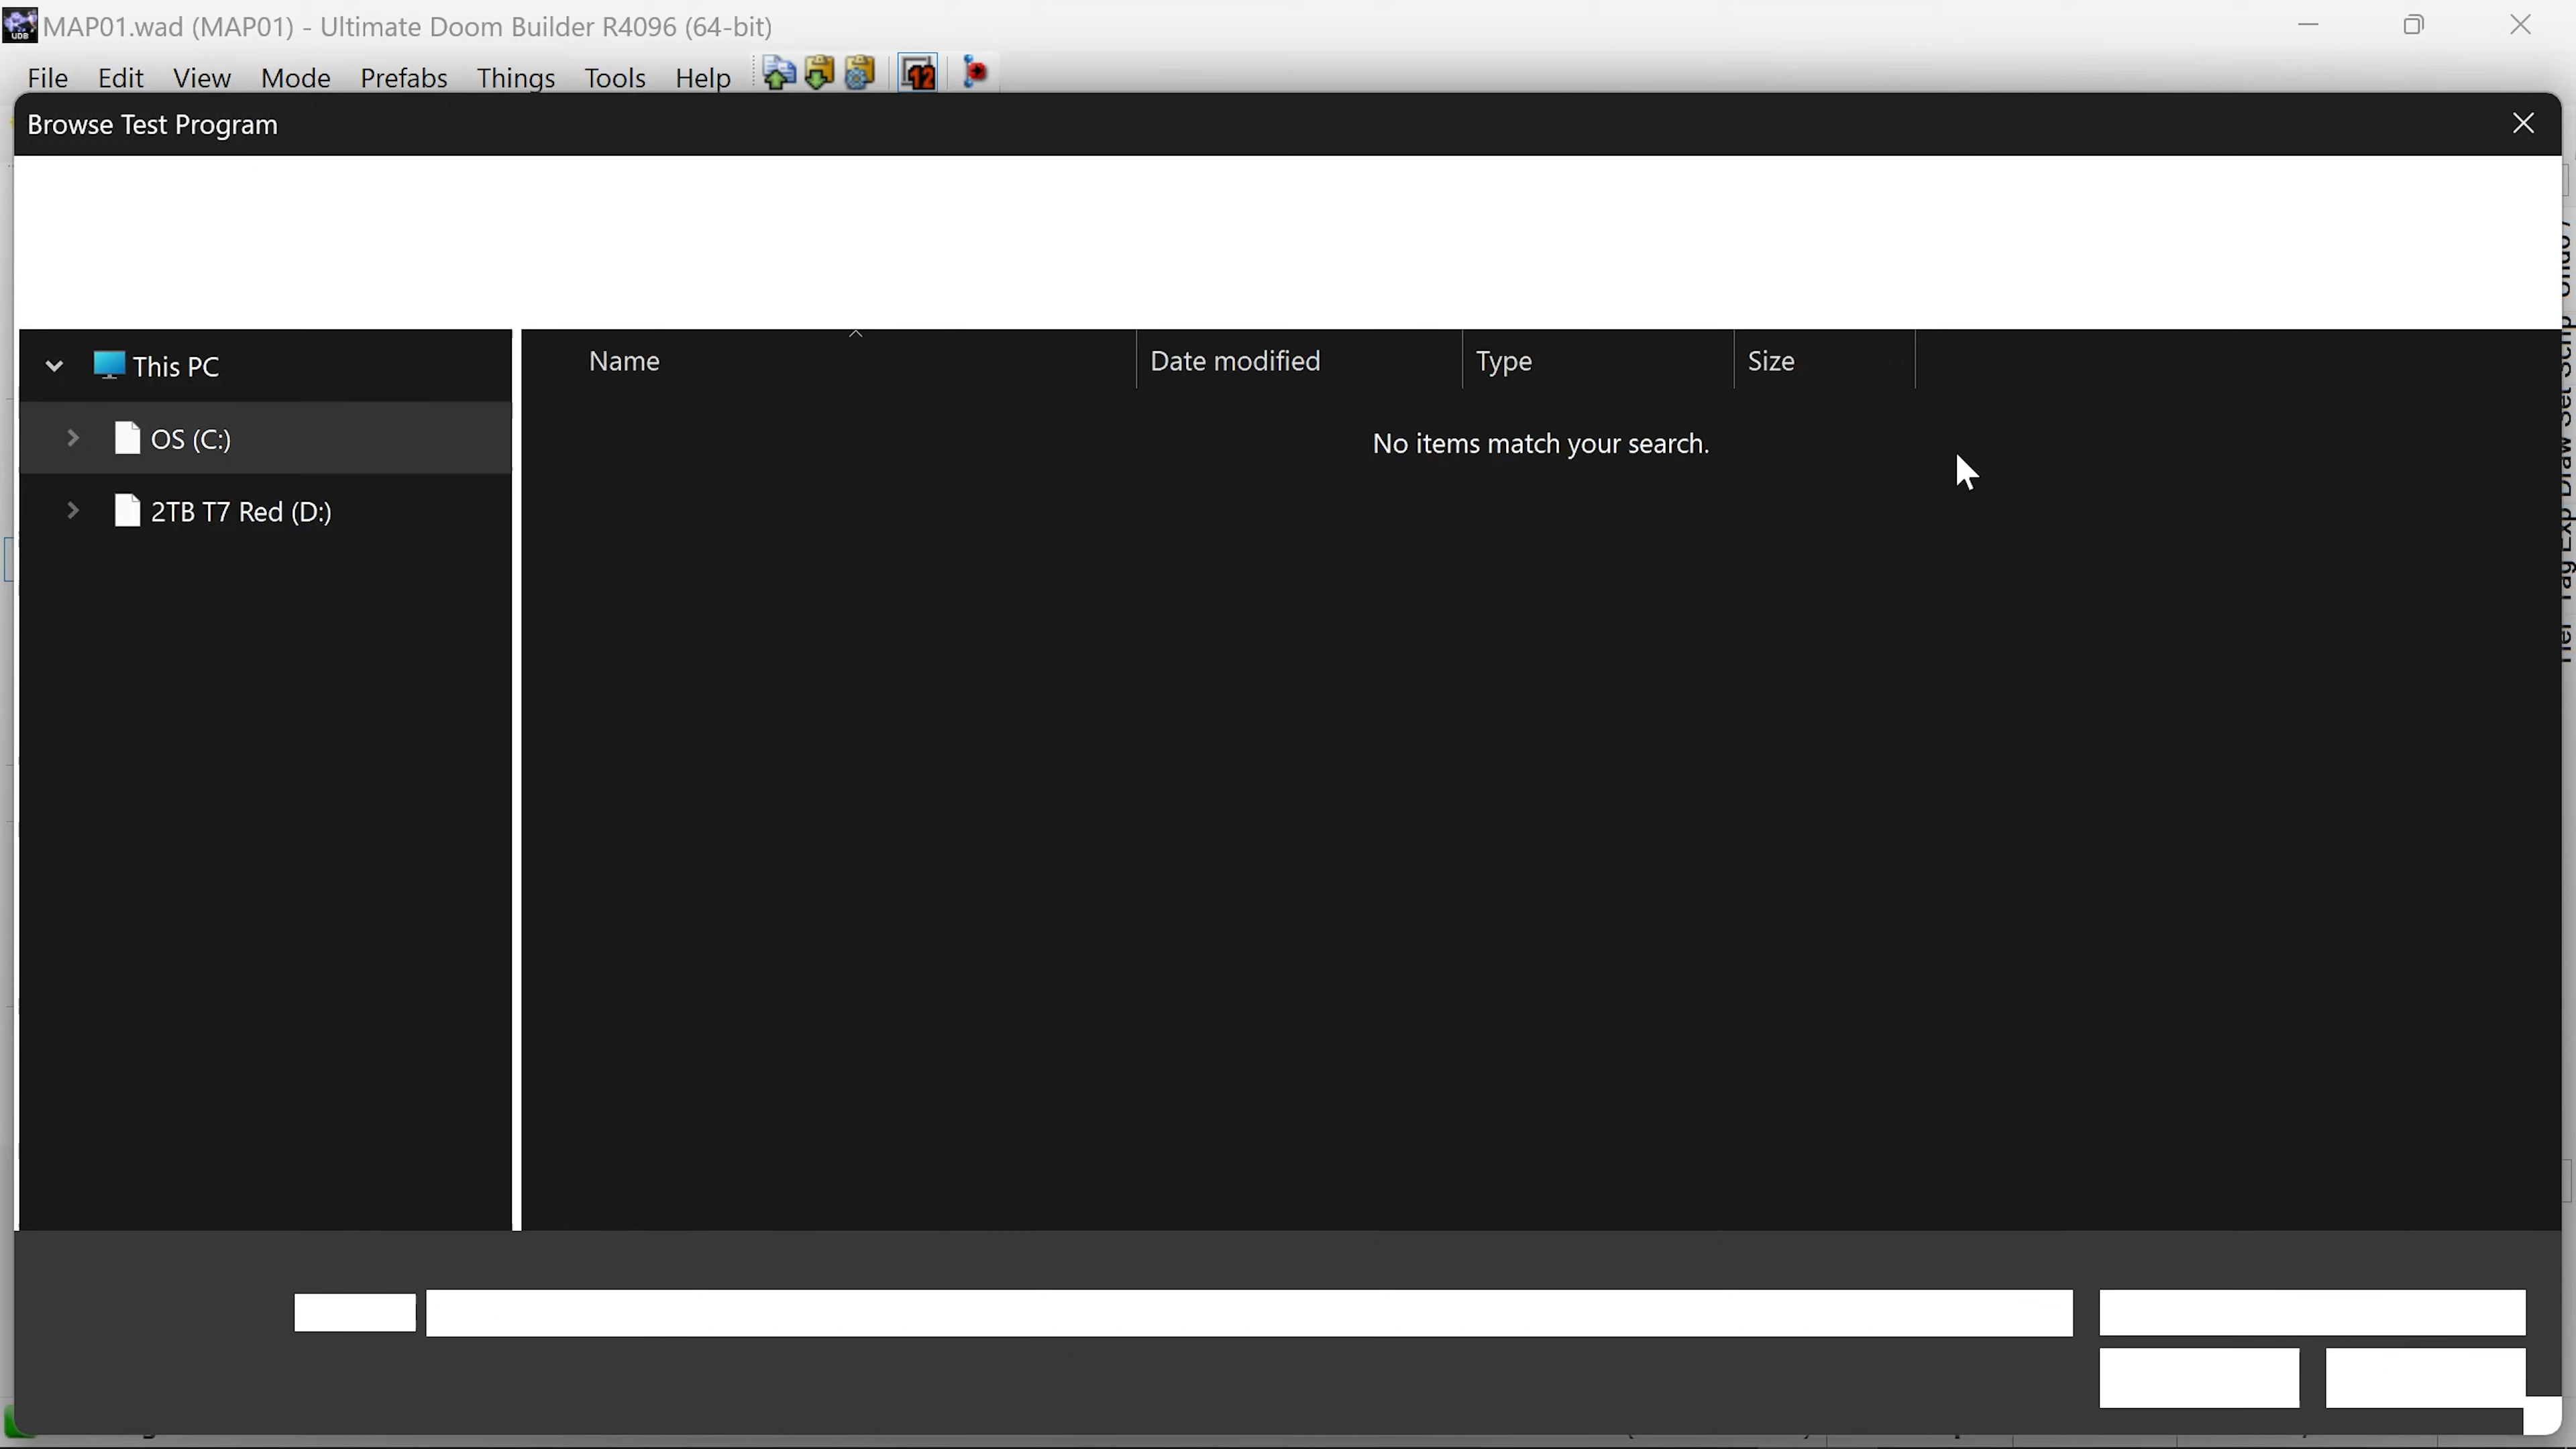 MAP01.wad (MAP01) - Ultimate Doom Builder R4096 (64-bit)
File Edit View Mode Prefabs Things Tools Help
Browse Test Program
This PC
OS (C:)
2TB T7 Red (D:)
Name Date modified Type Size
No items match your search.